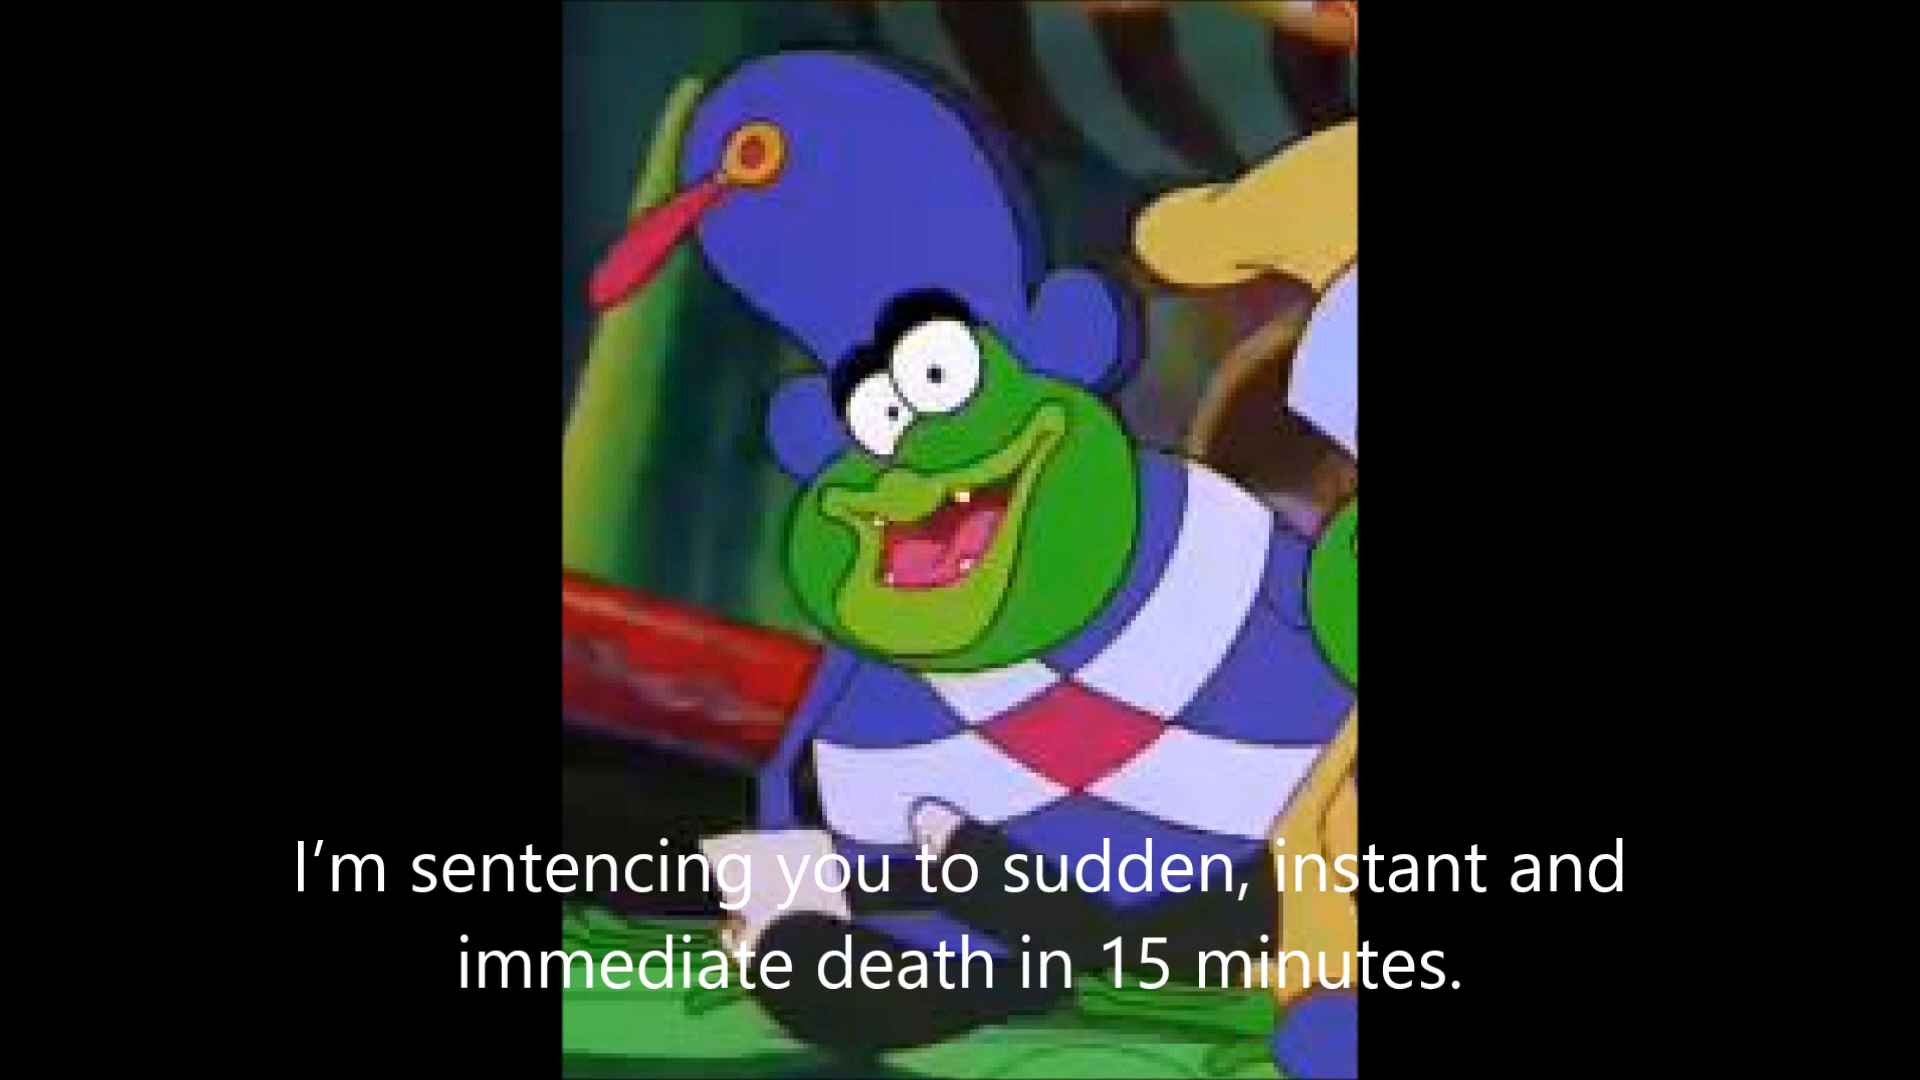 I’m sentencing you to sudden, instant and
immediate death in 15 minutes.